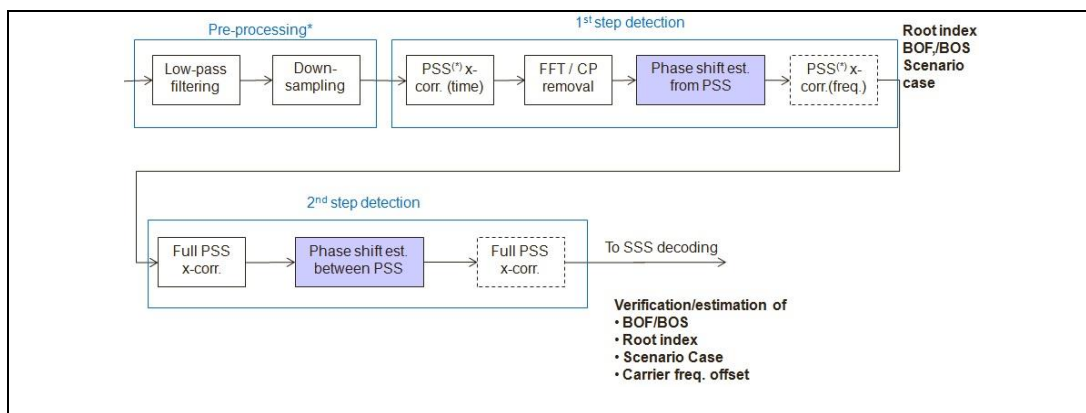 Pre-processing*
1st step detection
Root index
BOF,/BOS
Scenario
case
Low-pass
filtering
Down-
sampling
PSS(*) x-
corr. (time)
FFT / CP
removal
Phase shift est.
from PSS
PSS(*) x-
corr.(freq.)
2nd step detection
Full PSS
x-corr.
Phase shift est.
between PSS
Full PSS
x-corr.
To SSS decoding
Verification/estimation of
• BOF/BOS
• Root index
• Scenario Case
• Carrier freq. offset